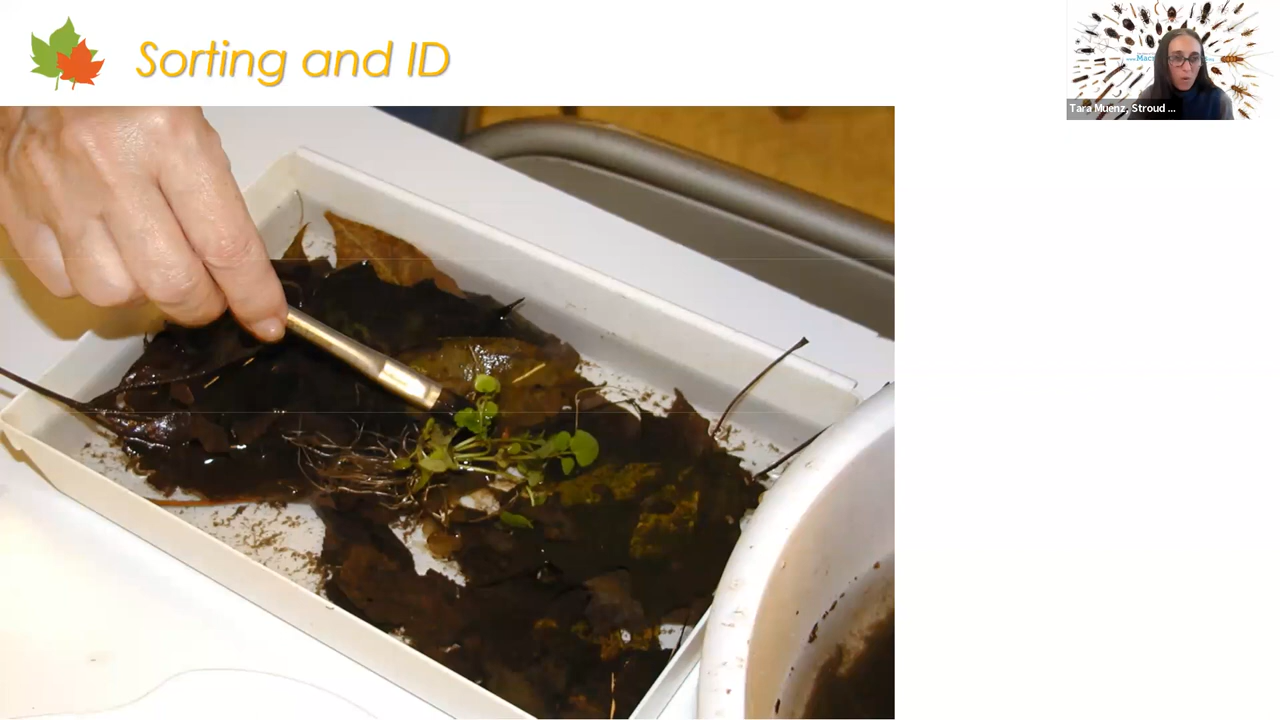 Sorting and ID
Tara Muenz, Stroud ...